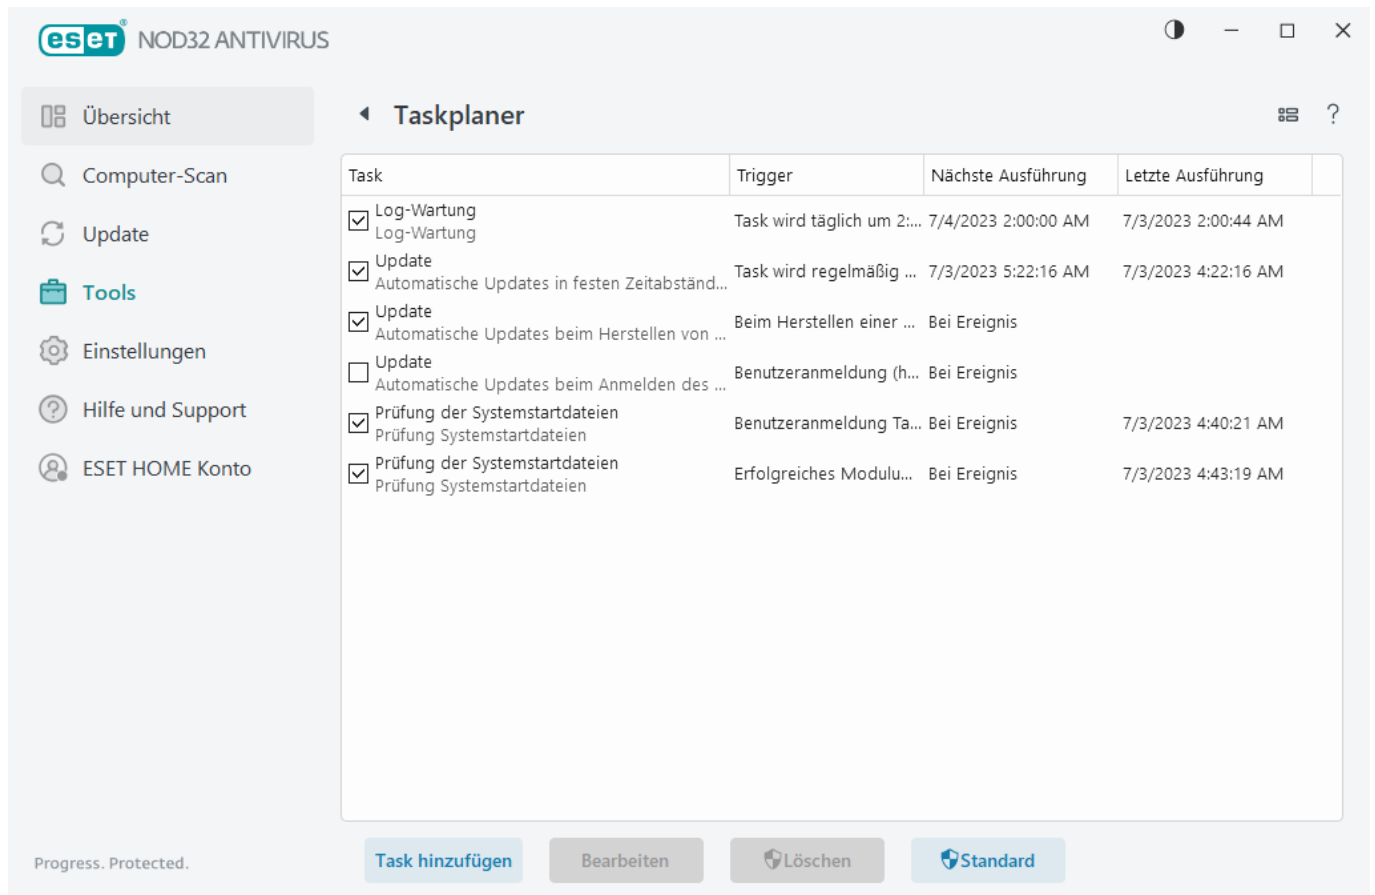 eseT® NOD32 ANTIVIRUS
Übersicht
Computer-Scan
Update
Tools
Einstellungen
Hilfe und Support
ESET HOME Konto
Progress. Protected.
Taskplaner
?
Task Trigger Nächste Ausführung Letzte Ausführung
Log-Wartung
Log-Wartung
Task wird täglich um 2:... 7/4/2023 2:00:00 AM 7/3/2023 2:00:44 AM
Update
Automatische Updates in festen Zeitabständ...
Task wird regelmäßig ... 7/3/2023 5:22:16 AM 7/3/2023 4:22:16 AM
Update
Automatische Updates beim Herstellen von ...
Beim Herstellen einer ... Bei Ereignis
Update
Automatische Updates beim Anmelden des ...
Benutzeranmeldung (h... Bei Ereignis
Prüfung der Systemstartdateien
Prüfung Systemstartdateien
Benutzeranmeldung Ta... Bei Ereignis 7/3/2023 4:40:21 AM
Prüfung der Systemstartdateien
Prüfung Systemstartdateien
Erfolgreiches Modulu... Bei Ereignis 7/3/2023 4:43:19 AM
Task hinzufügen Bearbeiten Löschen Standard